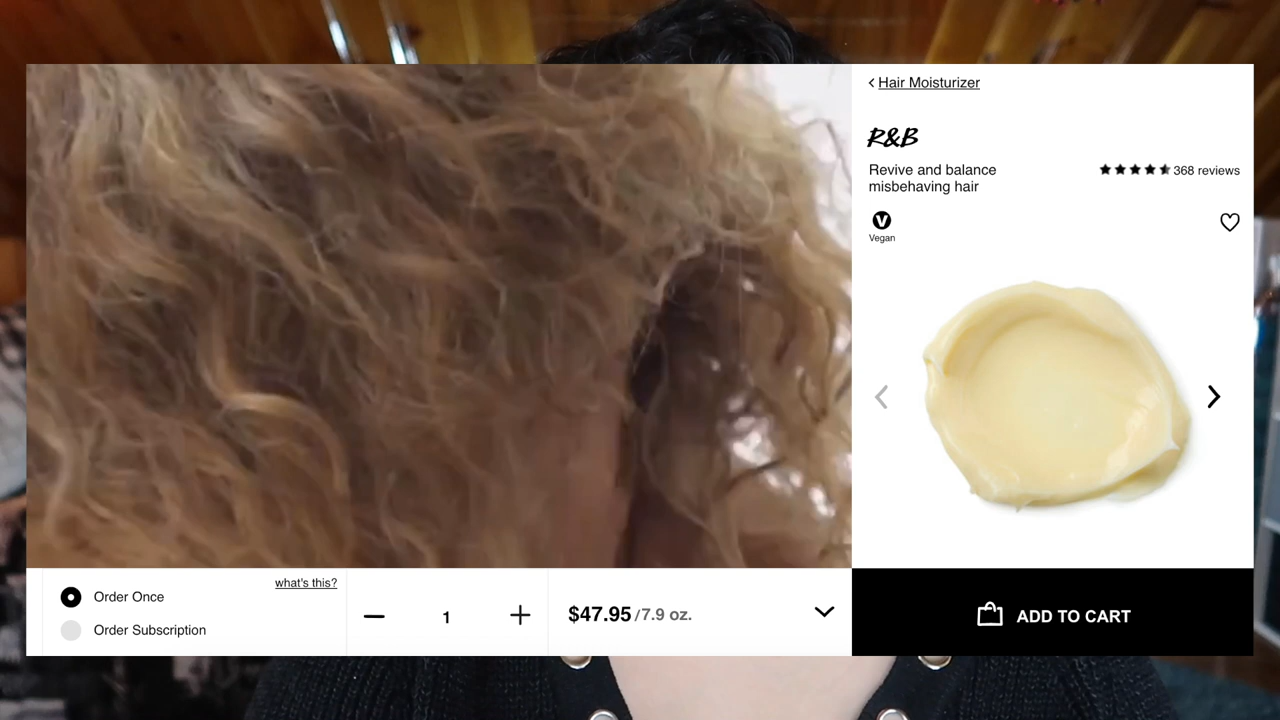 Hair Moisturizer
R&B
Revive and balance
misbehaving hair
368 reviews
V
Vegan
what's this?
Order Once
Order Subscription
1
$47.95/7.9 oz.
ADD TO CART